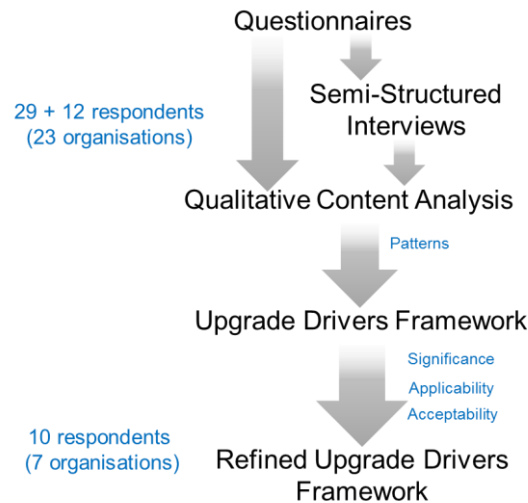 Questionnaires
Semi-Structured
Interviews
29 + 12 respondents
(23 organisations)
Qualitative Content Analysis
Patterns
Upgrade Drivers Framework
Significance
Applicability
Acceptability
10 respondents
(7 organisations)
Refined Upgrade Drivers
Framework